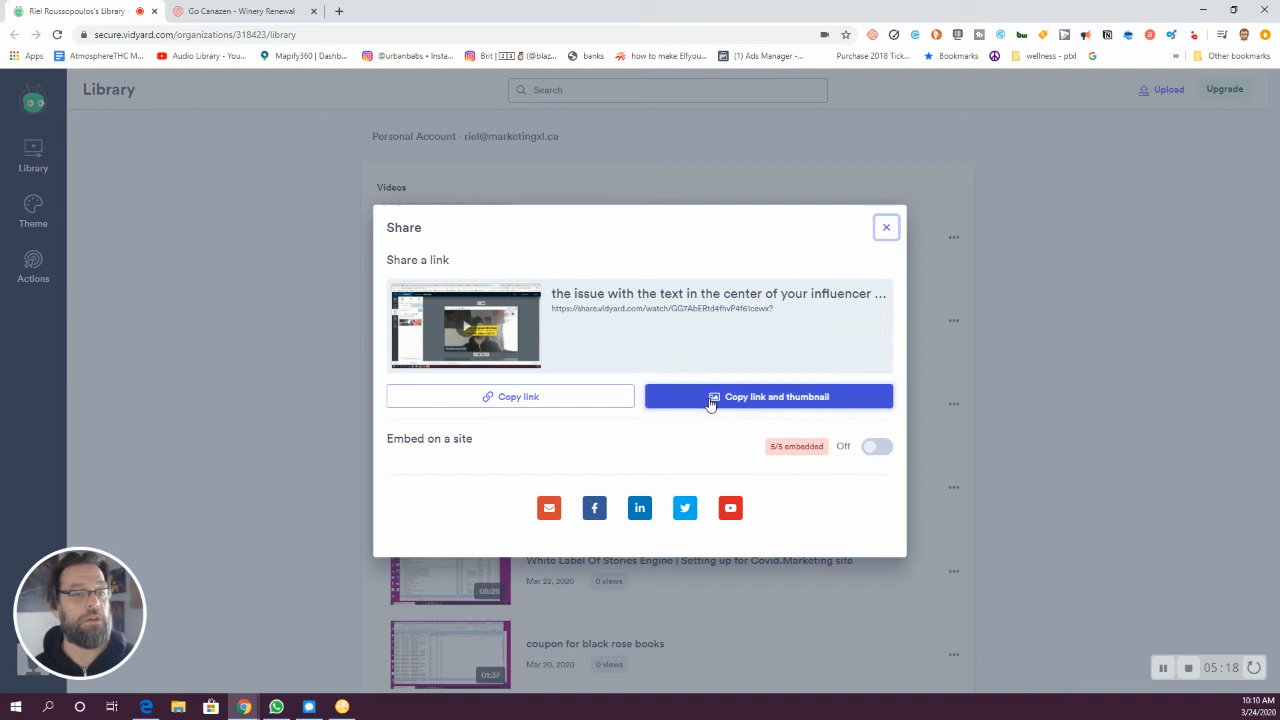 Riel Roussopoulos's Library
Go Canazen - Winery Renewal
secure.vidyard.com/organizations/318423/library
Apps
AtmosphereTHC M...
Audio Library - You...
Mapify360 | Dashb...
@urbanbabs • Insta...
Brit | 🇬🇧✌(@blaz...
banks
how to make Elfyou...
(1) Ads Manager -...
Purchase 2018 Tick...
Bookmarks
wellness - pbxl
Other bookmarks
Library
Search
Upload
Upgrade
Library
Theme
Actions
Personal Account - riel@marketingxl.ca
Videos
Share
Share a link
the issue with the text in the center of your influencer ...
https://share.vidyard.com/watch/GG7AbERtd4fhvP4f61cewx?
Copy link
Copy link and thumbnail
Embed on a site
5/5 embedded
Off
White Label Of Stories Engine | Setting up for Covid.Marketing site
Mar 22, 2020
0 views
08:28
coupon for black rose books
Mar 20, 2020
0 views
01:37
05:18
10:10 AM
3/24/2020